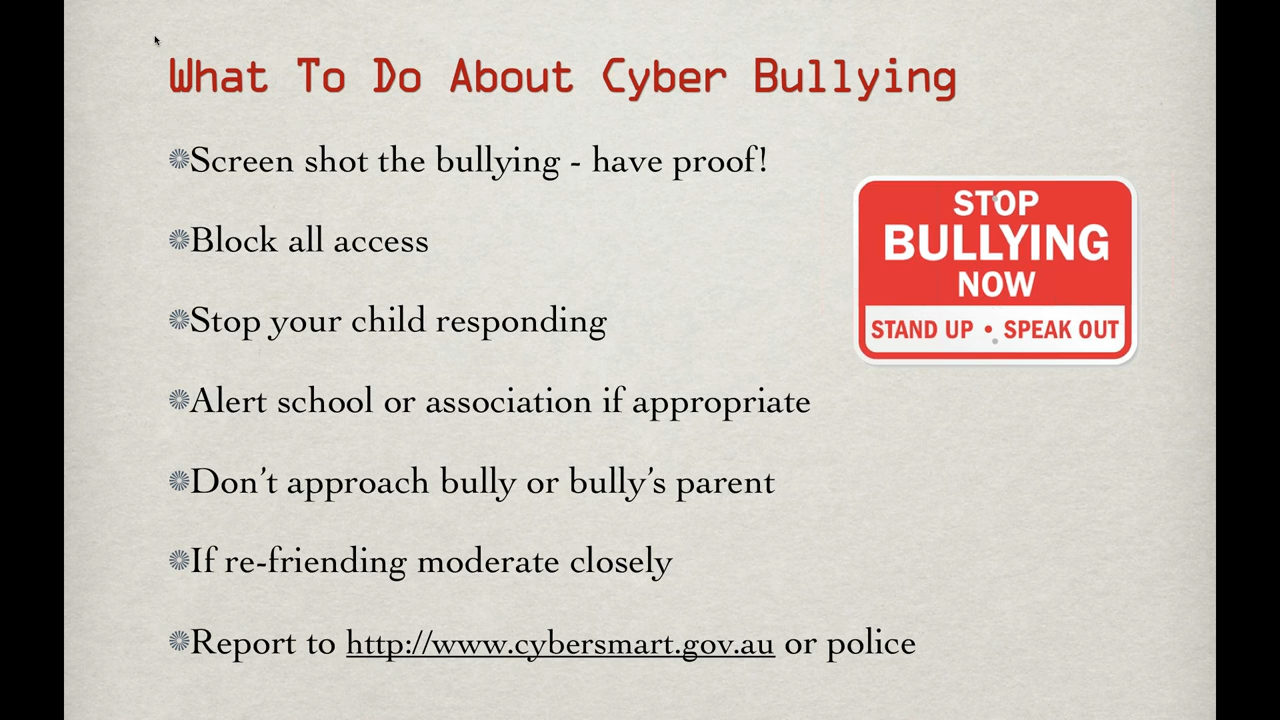 What To Do About Cyber Bullying
Screen shot the bullying - have proof!
Block all access
Stop your child responding
Alert school or association if appropriate
Don't approach bully or bully's parent
If re-friending moderate closely
Report to http://www.cybersmart.gov.au or police
STOP
BULLYING
NOW
STAND UP • SPEAK OUT